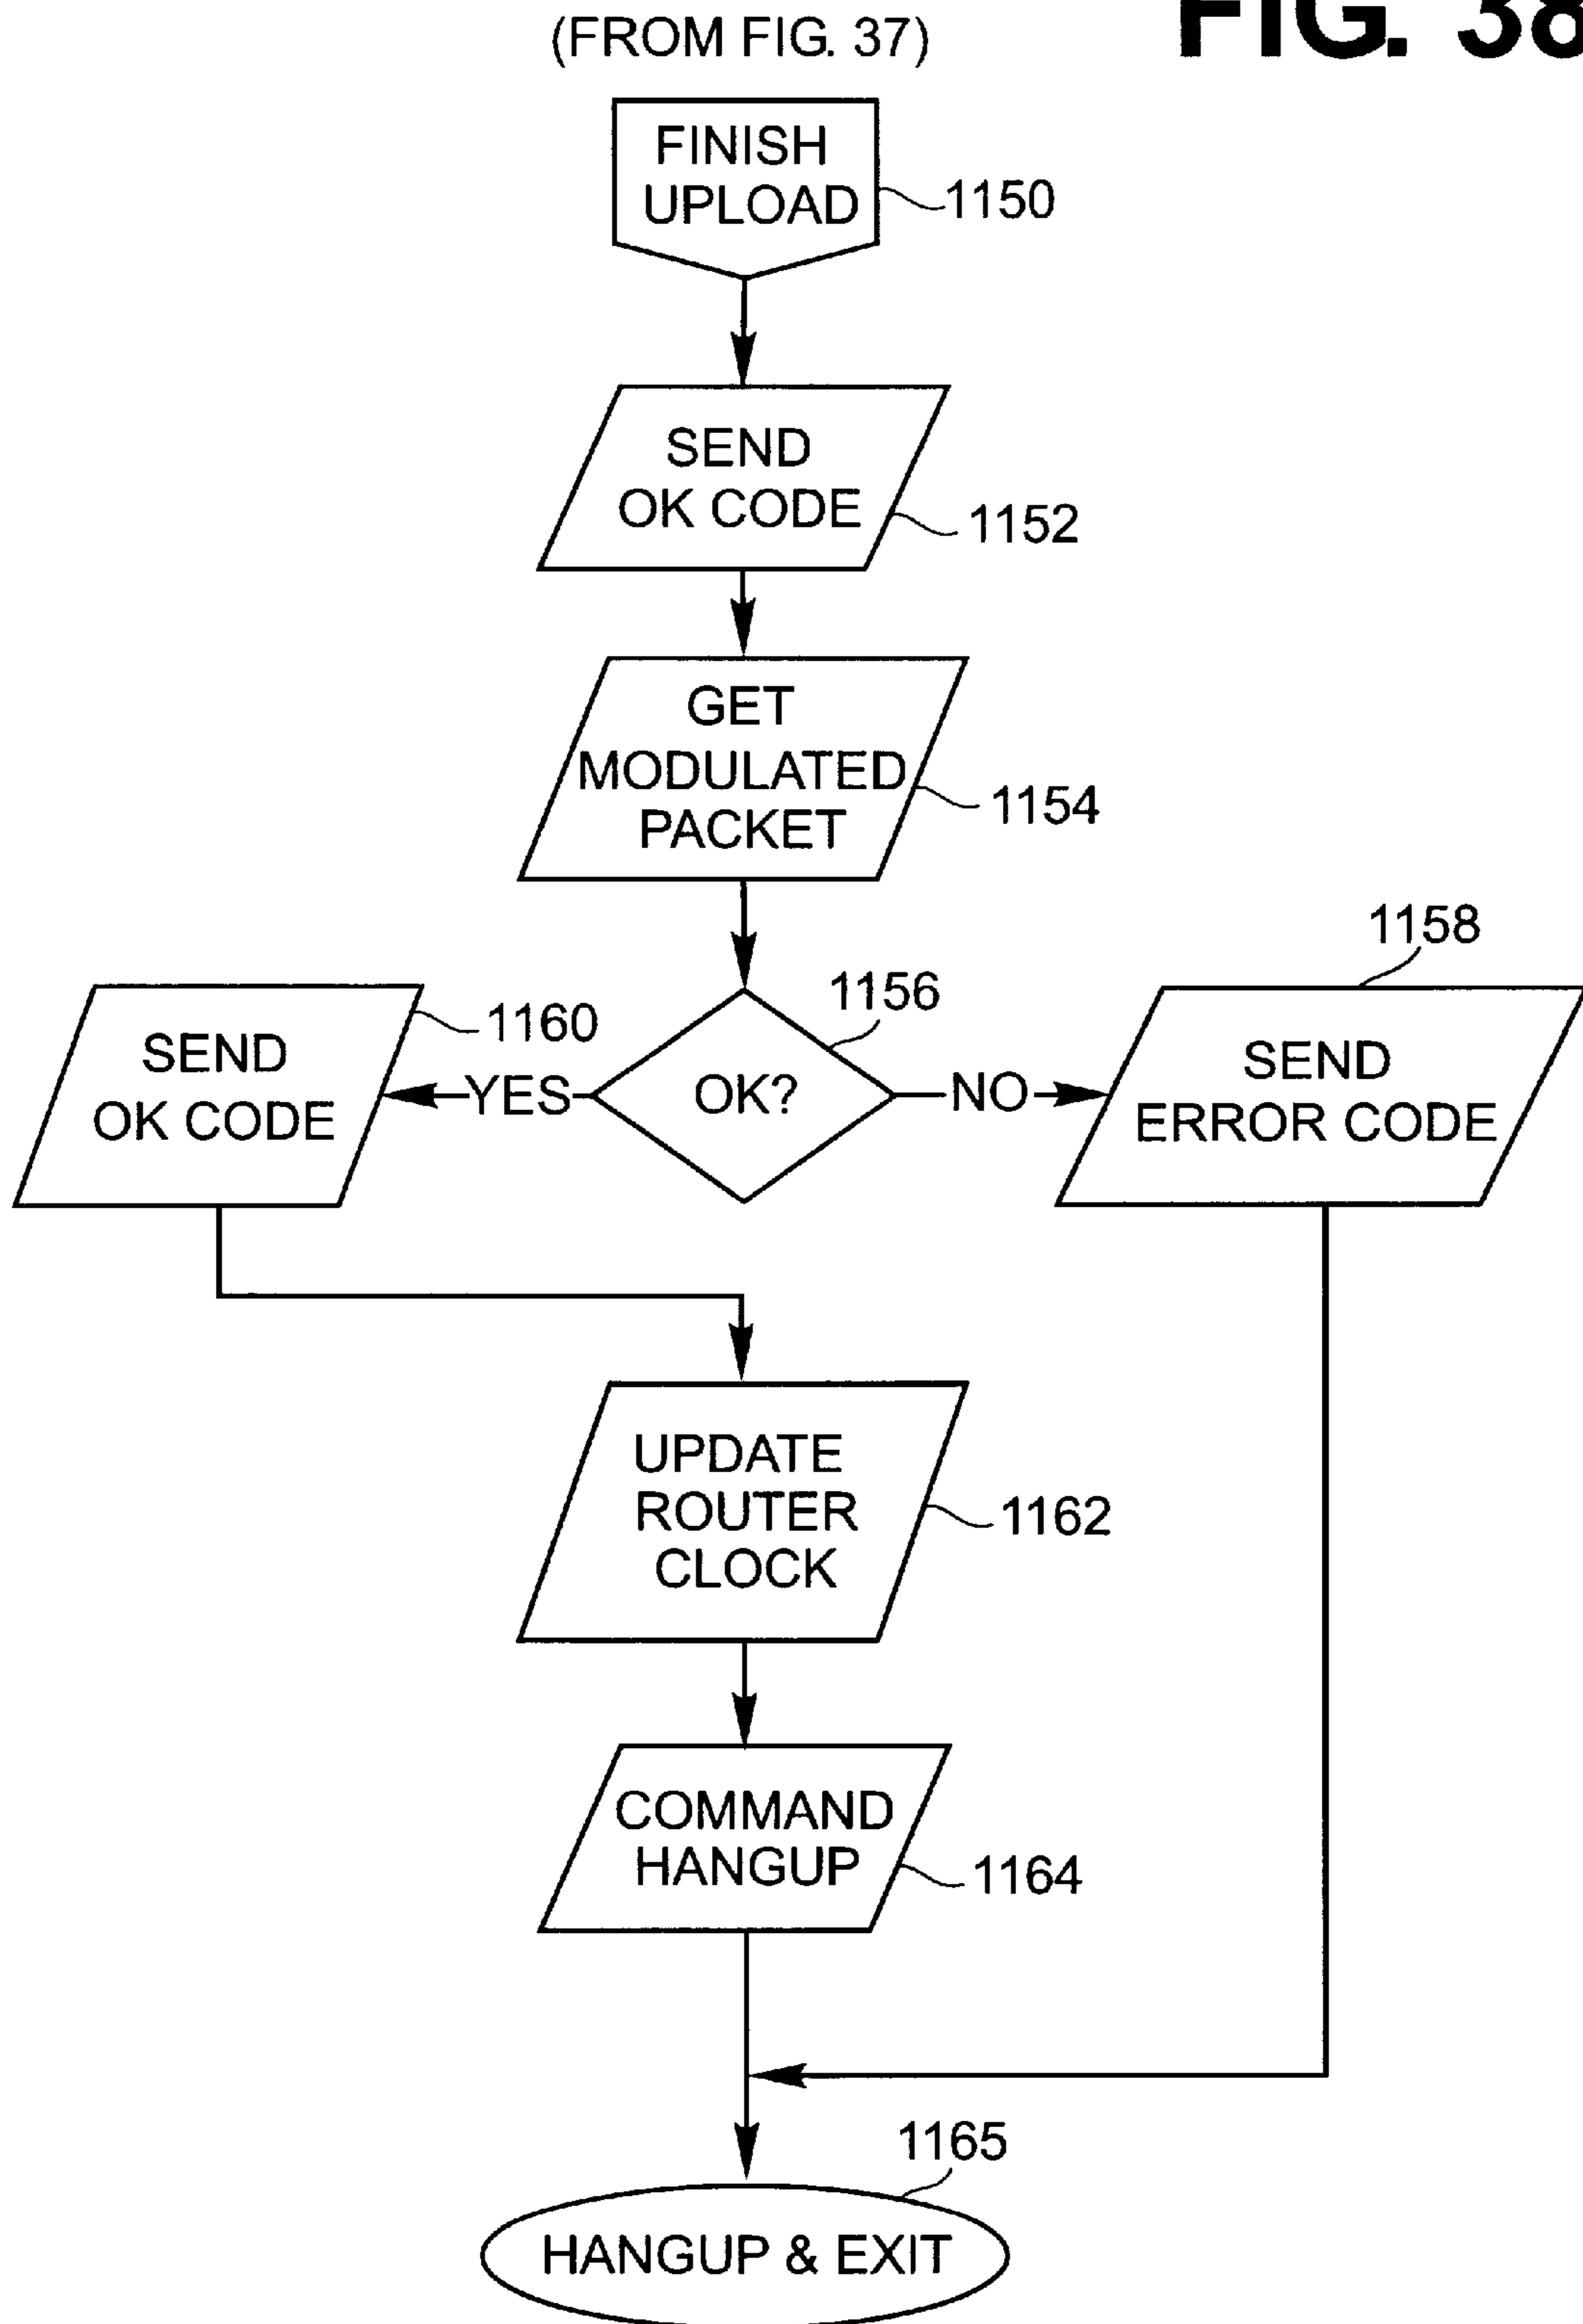 (FROM FIG. 37)
FIG. 38
FINISH
UPLOAD
1150
SEND
OK CODE
1152
GET
MODULATED
PACKET
1154
1158
1156
1160
SEND
OK CODE
YES
OK?
NO
SEND
ERROR CODE
UPDATE
ROUTER
CLOCK
1162
COMMAND
HANGUP
1164
1165
HANGUP & EXIT